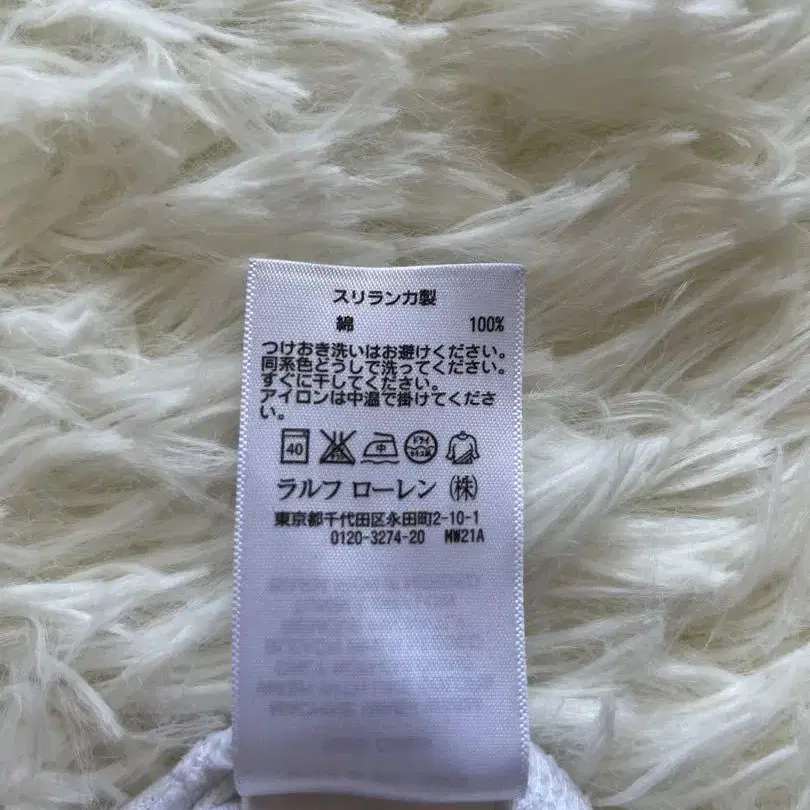 スリランカ製
綿 100%
つけおき洗いはお避けください。
同系色どうしで洗ってください。
すぐに干してください。
アイロンは中温で掛けてくださ
い。
40 中 ドライ
ラルフ ローレン (株)
東京都千代田区永田町2-10-1
0120-3274-20 MW21A